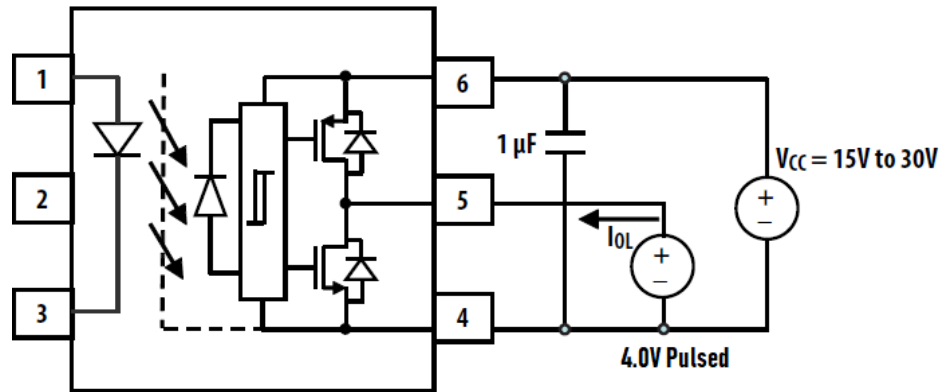 1
2
3
6
5
4
1 µF
V<sub>CC</sub> = 15V to 30V
I<sub>OL</sub>
+
−
+
−
4.0V Pulsed